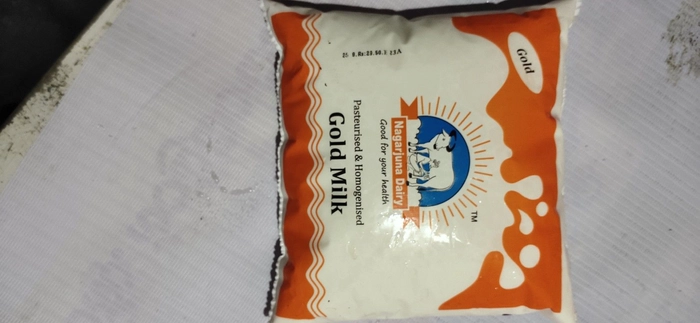 Gold
Nagarjuna Dairy
TM
Good for your health
Pasteurised & Homogenised
Gold Milk